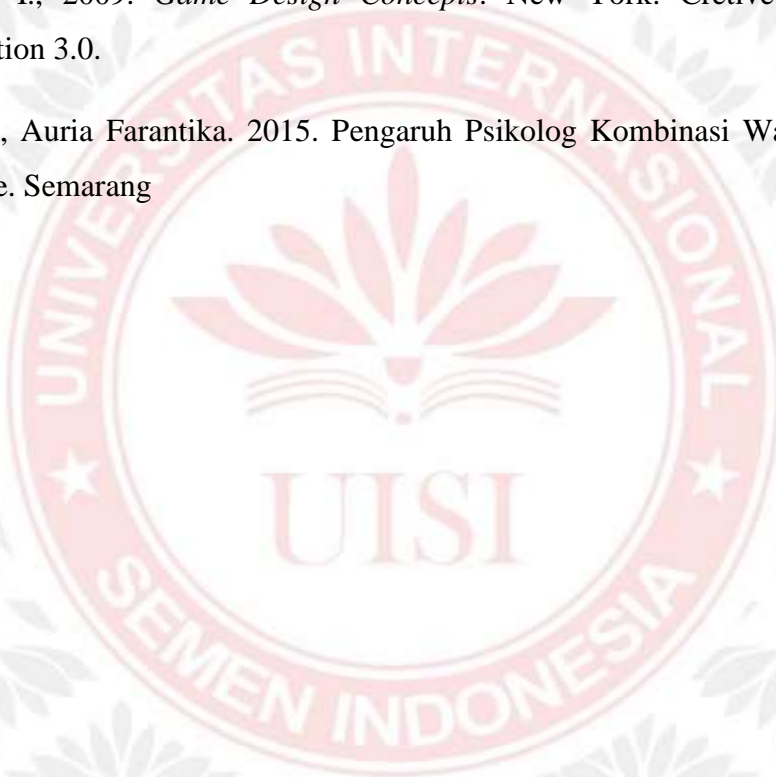 I., 2009. Game Design Concepts. New York: Cretive
tion 3.0.
, Auria Farantika. 2015. Pengaruh Psikolog Kombinasi Wa
e. Semarang
UNIVERSITAS INTERNASIONAL
UISI
SEMEN INDONESIA